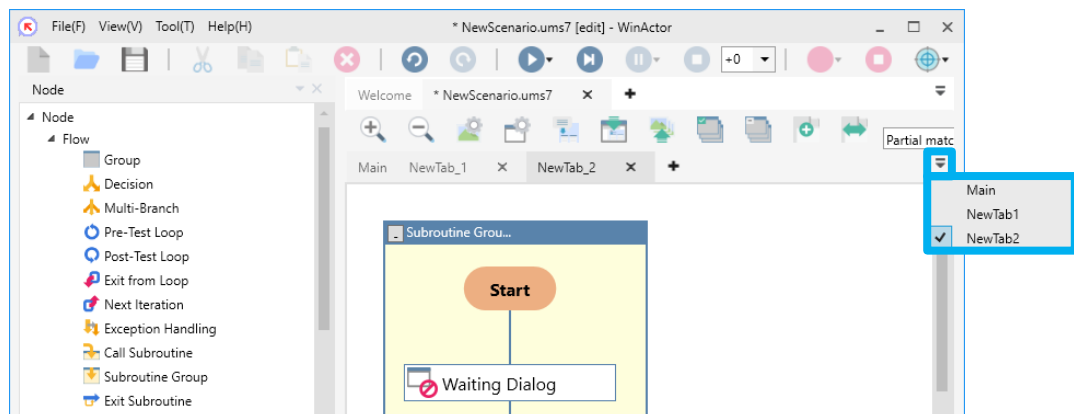 File(F) View(V) Tool(T) Help(H) * NewScenario.ums7 [edit] - WinActor
+0
Node
Node
Flow
Group
Decision
Multi-Branch
Pre-Test Loop
Post-Test Loop
Exit from Loop
Next Iteration
Exception Handling
Call Subroutine
Subroutine Group
Exit Subroutine
Welcome * NewScenario.ums7
Partial matc
Main NewTab_1 NewTab_2
Main
NewTab1
NewTab2
Subroutine Grou...
Start
Waiting Dialog